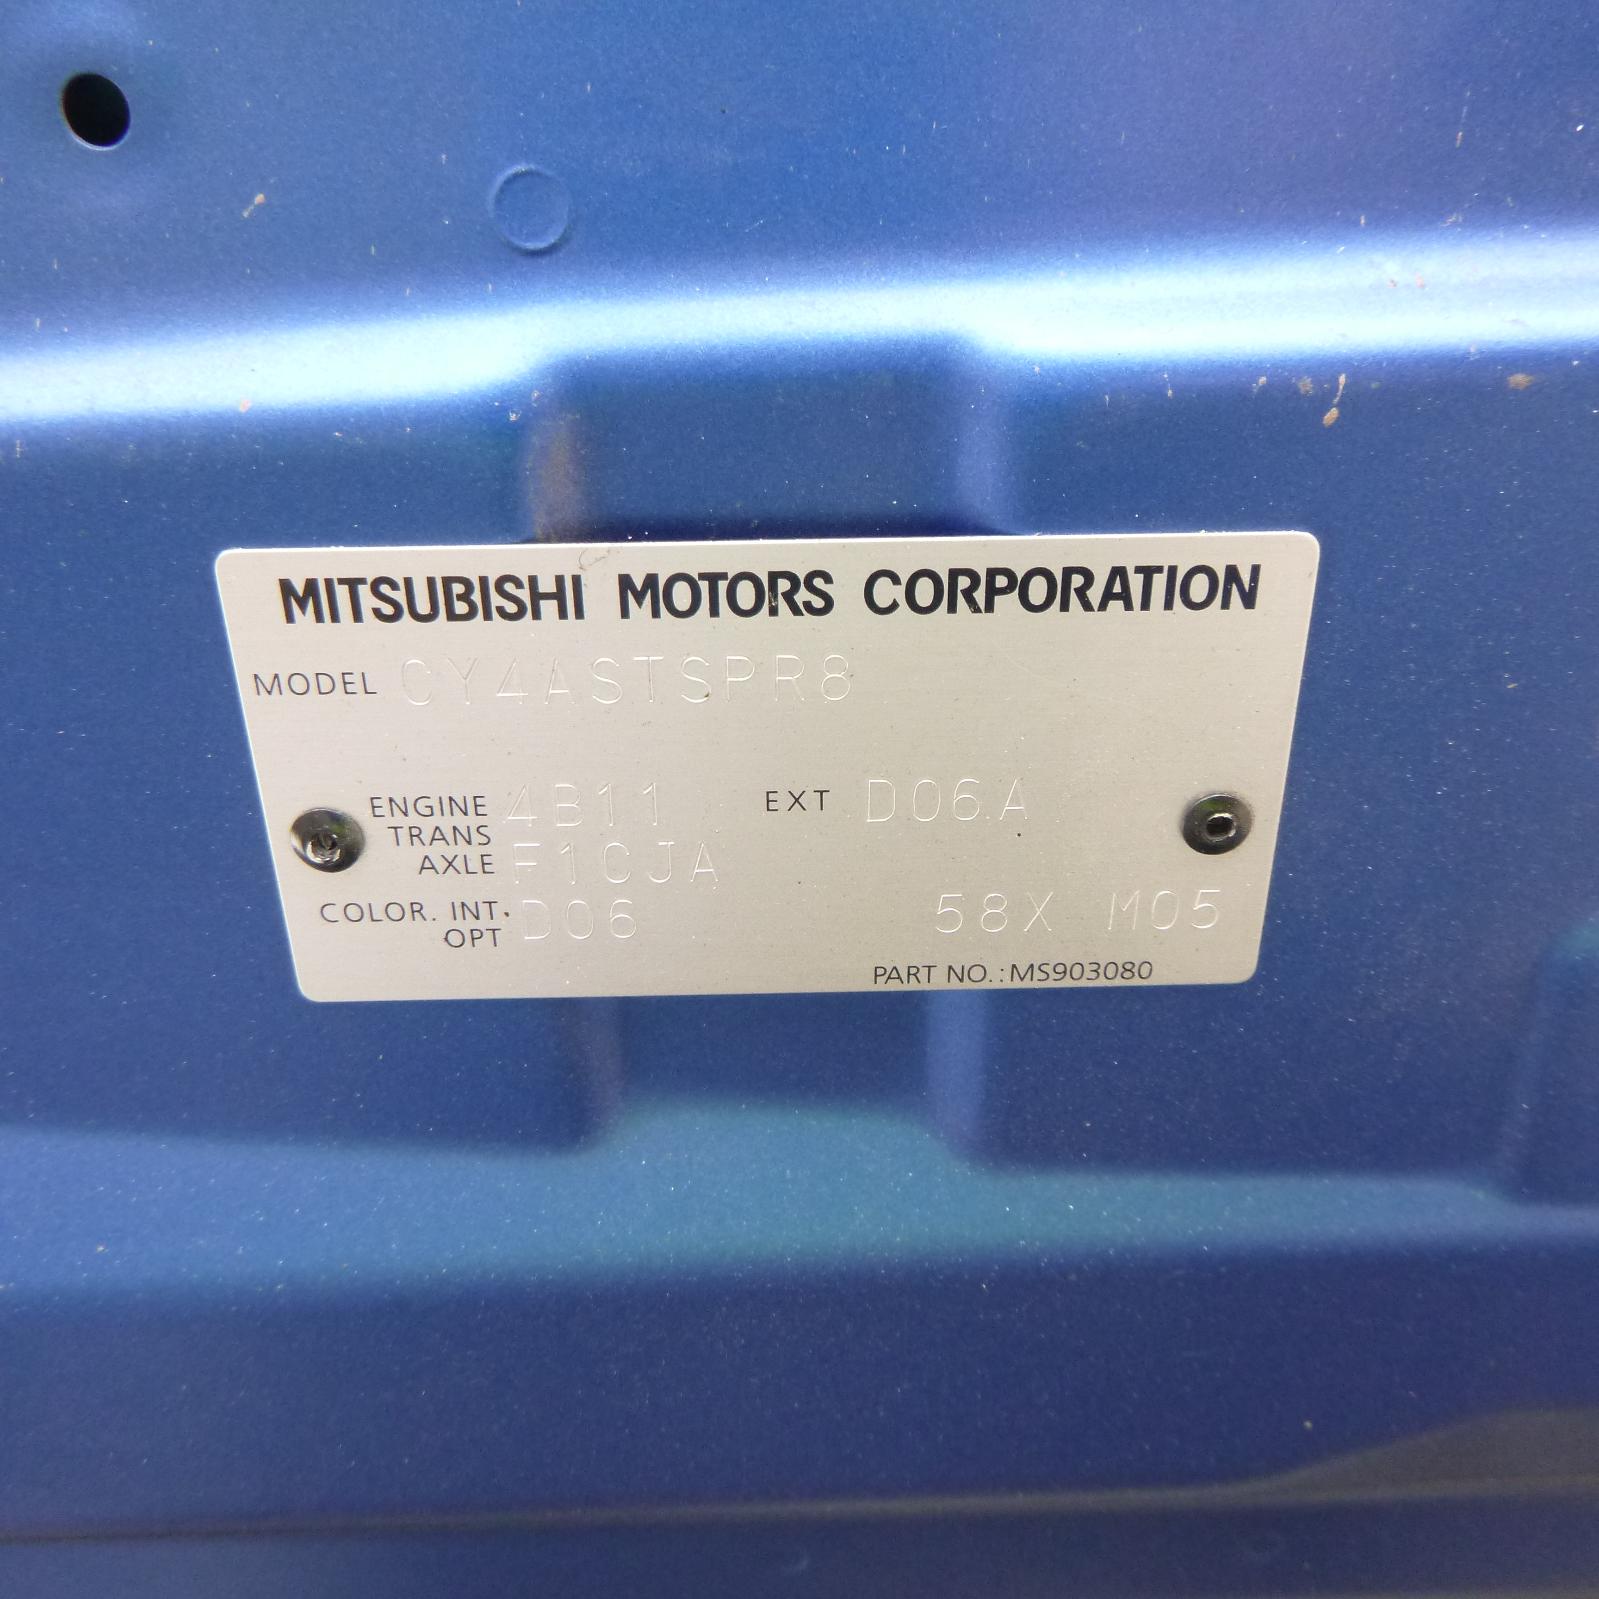 MITSUBISHI MOTORS CORPORATION
MODEL CY4ASTSPR8
ENGINE 4B11 EXT D06A
TRANS
AXLE F1CJA
COLOR. INT. D06 58X M05
OPT
PART NO.:MS903080